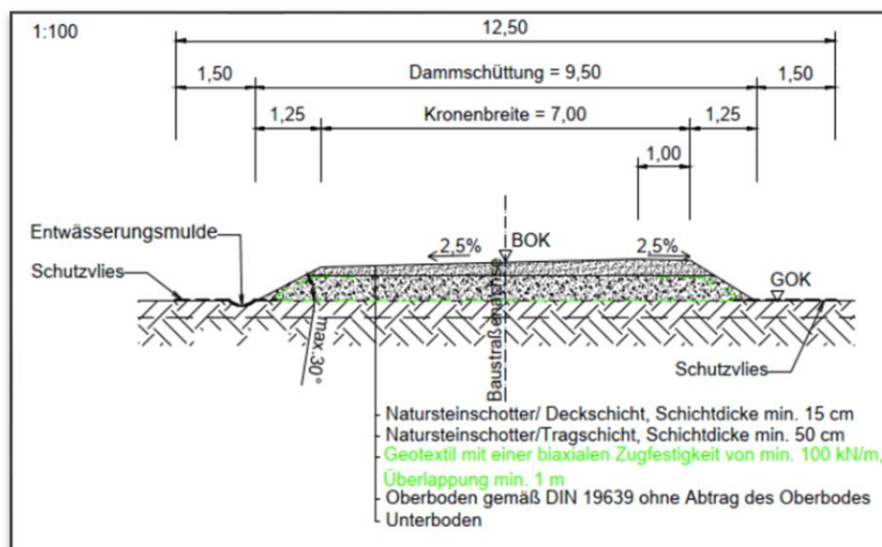 1:100
12,50
1,50
Dammschüttung = 9,50
1,50
1,25
Kronenbreite = 7,00
1,25
1,00
Entwässerungsmulde
2,5%
BOK
2,5%
Schutzvlies
GOK
max.30°
Baustraßenachse
Schutzvlies
Natursteinschotter/ Deckschicht, Schichtdicke min. 15 cm
Natursteinschotter/Tragschicht, Schichtdicke min. 50 cm
Geotextil mit einer biaxialen Zugfestigkeit von min. 100 kN/m,
Überlappung min. 1 m
Oberboden gemäß DIN 19639 ohne Abtrag des Oberbodes
Unterboden